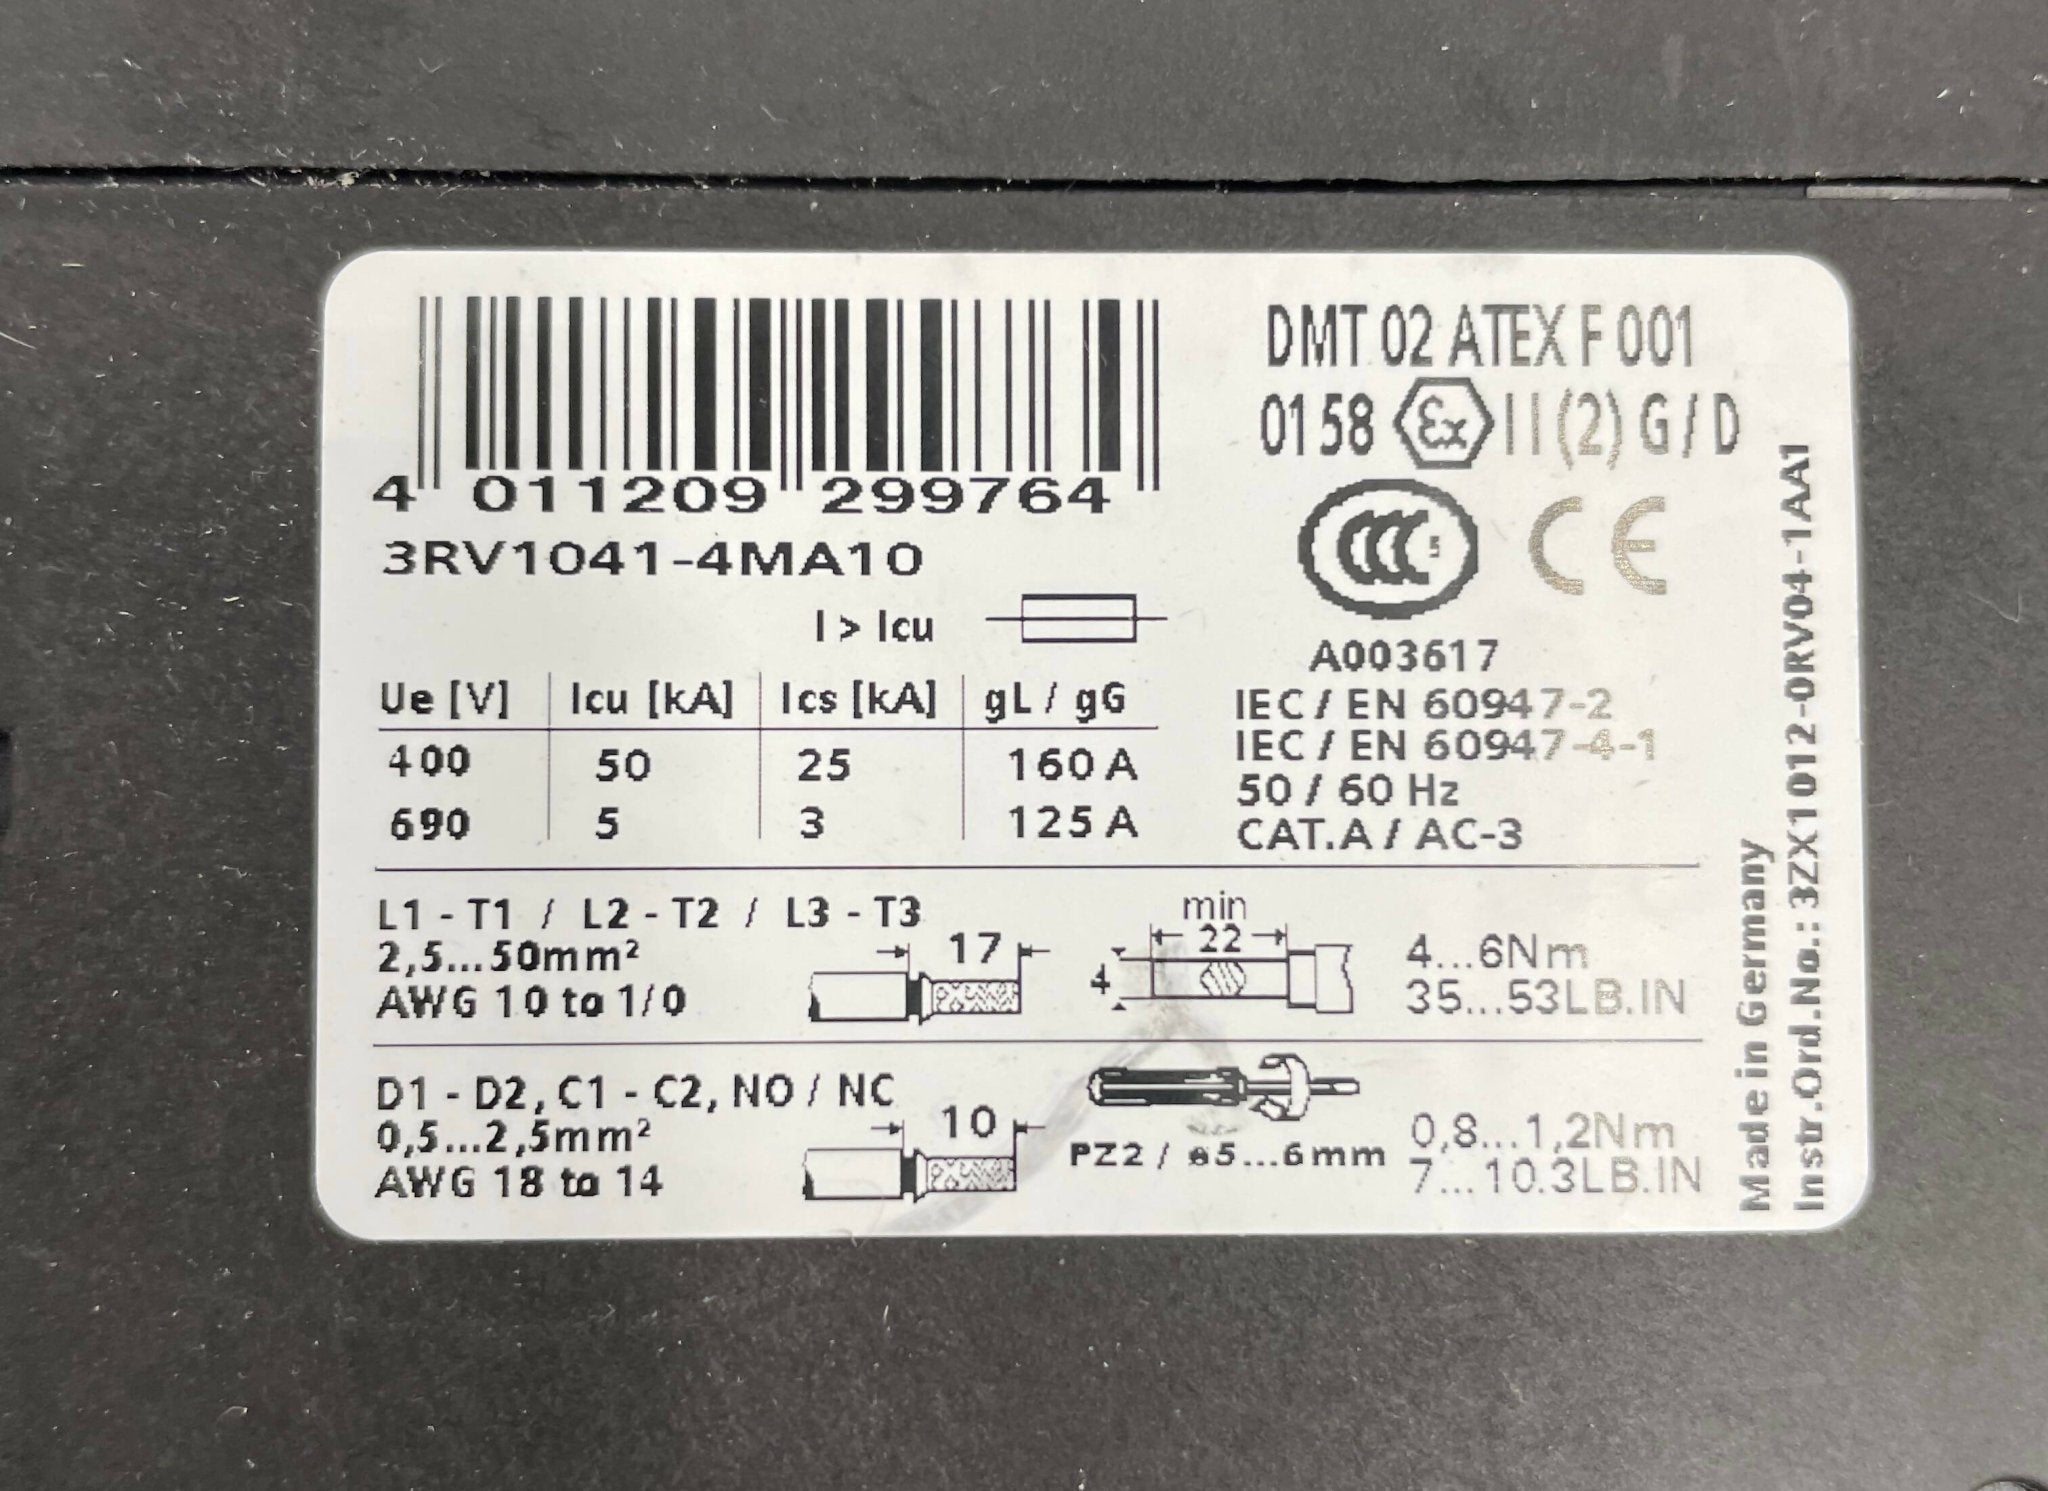 4 011209 299764
3RV1041-4MA10
I > Icu
Ue [V] Icu [kA] Ics [kA] gL / gG
400 50 25 160 A
690 5 3 125 A
DMT 02 ATEX F 001
0158 Ex II (2) G / D
CCC S CE
A003617
IEC / EN 60947-2
IEC / EN 60947-4-1
50 / 60 Hz
CAT.A / AC-3
L1 - T1 / L2 - T2 / L3 - T3
2,5...50mm²
AWG 10 to 1/0
17
min
22
4
4...6Nm
35...53LB.IN
D1 - D2, C1 - C2, NO / NC
0,5...2,5mm²
AWG 18 to 14
10
PZ2 / ø5...6mm
0,8...1,2Nm
7...10.3LB.IN
Made in Germany
Instr.Ord.No.: 3ZX1012-0RV04-1AA1